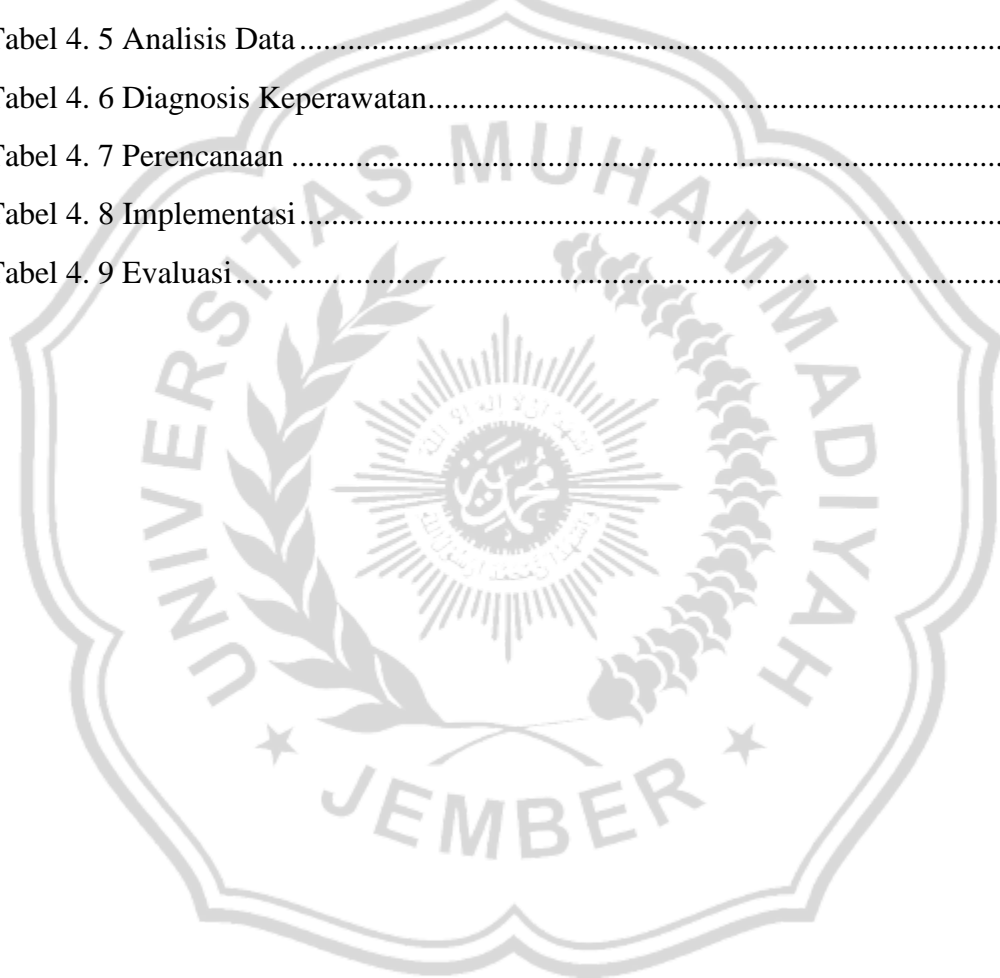 Tabel 4. 5 Analisis Data
Tabel 4. 6 Diagnosis Keperawatan
Tabel 4. 7 Perencanaan
Tabel 4. 8 Implementasi
Tabel 4. 9 Evaluasi
UNIVERSITAS MUHAMMADIYAH
JEMBER